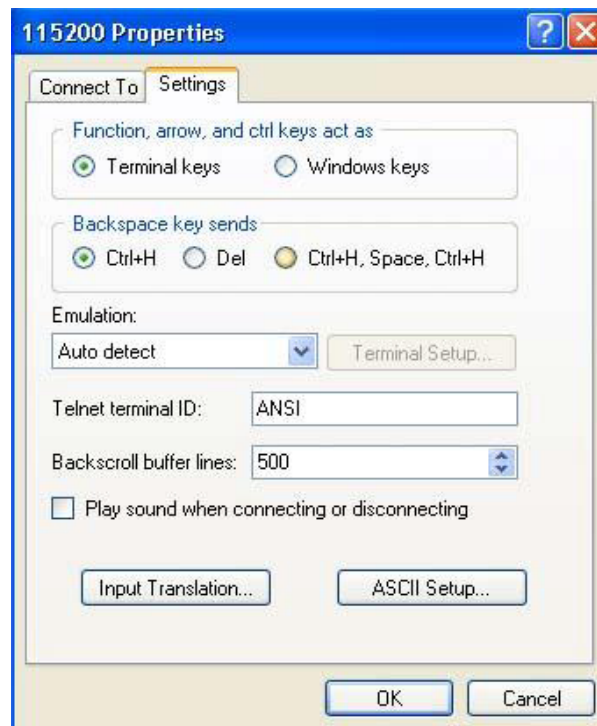 115200 Properties
Connect To Settings
Function, arrow, and ctrl keys act as
Terminal keys Windows keys
Backspace key sends
Ctrl+H Del Ctrl+H, Space, Ctrl+H
Emulation:
Auto detect Terminal Setup...
Telnet terminal ID: ANSI
Backscroll buffer lines: 500
Play sound when connecting or disconnecting
Input Translation... ASCII Setup...
OK Cancel